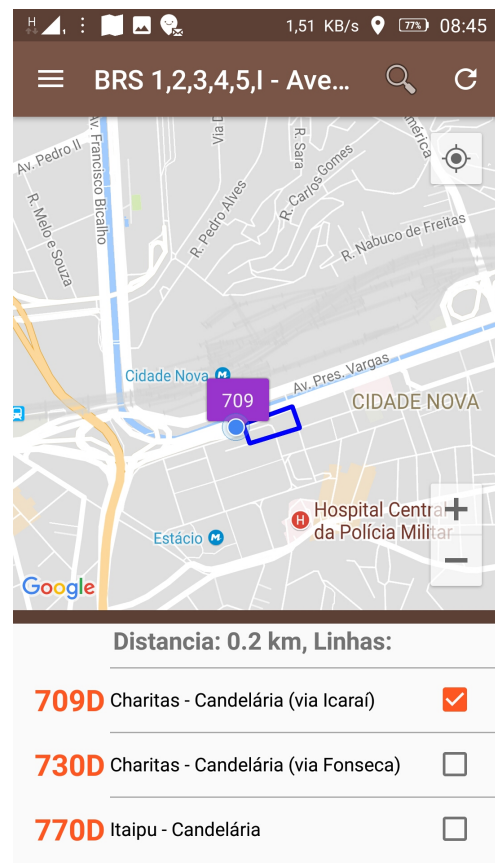 H 1,51 KB/s 77% 08:45
BRS 1,2,3,4,5,I - Ave...
Av. Pedro II
Av. Francisco Bicalho
R. Melo e Souza
R. Pedro Alves
Via D
R. Sara
R. Carlos Gomes
América
R. Nabuco de Freitas
Cidade Nova M
Av. Pres. Vargas
709
CIDADE NOVA
Hospital Central
da Polícia Militar
H
Estácio M
+
−
Google
Distancia: 0.2 km, Linhas:
709D Charitas - Candelária (via Icaraí)
730D Charitas - Candelária (via Fonseca)
770D Itaipu - Candelária